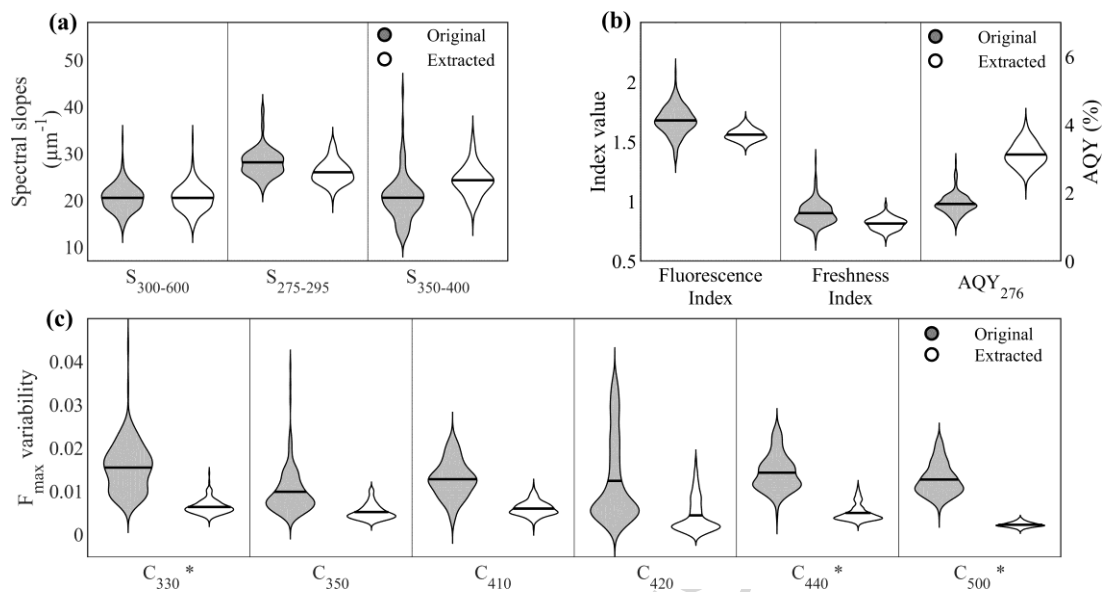 (a)
Original
Extracted
50
40
30
20
10
Spectral slopes
(µm⁻¹)
S300-600
S275-295
S350-400
(b)
Original
Extracted
2
1.5
1
0.5
Index value
6
4
2
0
AQY (%)
Fluorescence
Index
Freshness
Index
AQY276
(c)
Original
Extracted
0.04
0.03
0.02
0.01
0
Fmax variability
C330*
C350
C410
C420
C440*
C500*